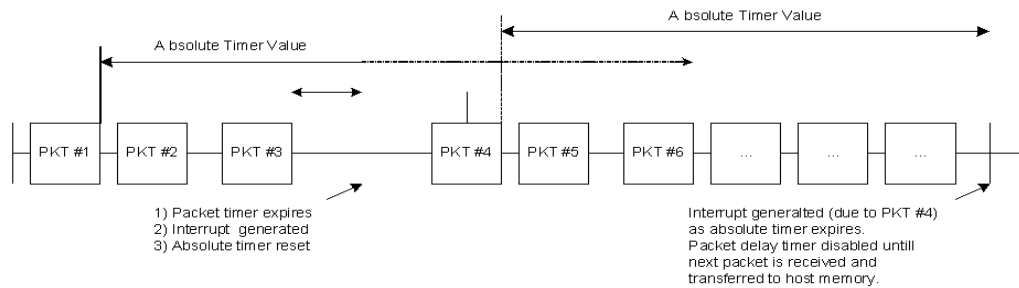 A bsolute Timer Value
A bsolute Timer Value
PKT #1
PKT #2
PKT #3
PKT #4
PKT #5
PKT #6
...
...
...
1) Packet timer expires
2) Interrupt generated
3) Absolute timer reset
Interrupt generalted (due to PKT #4)
as absolute timer expires.
Packet delay timer disabled untill
next packet is received and
transferred to host memory.